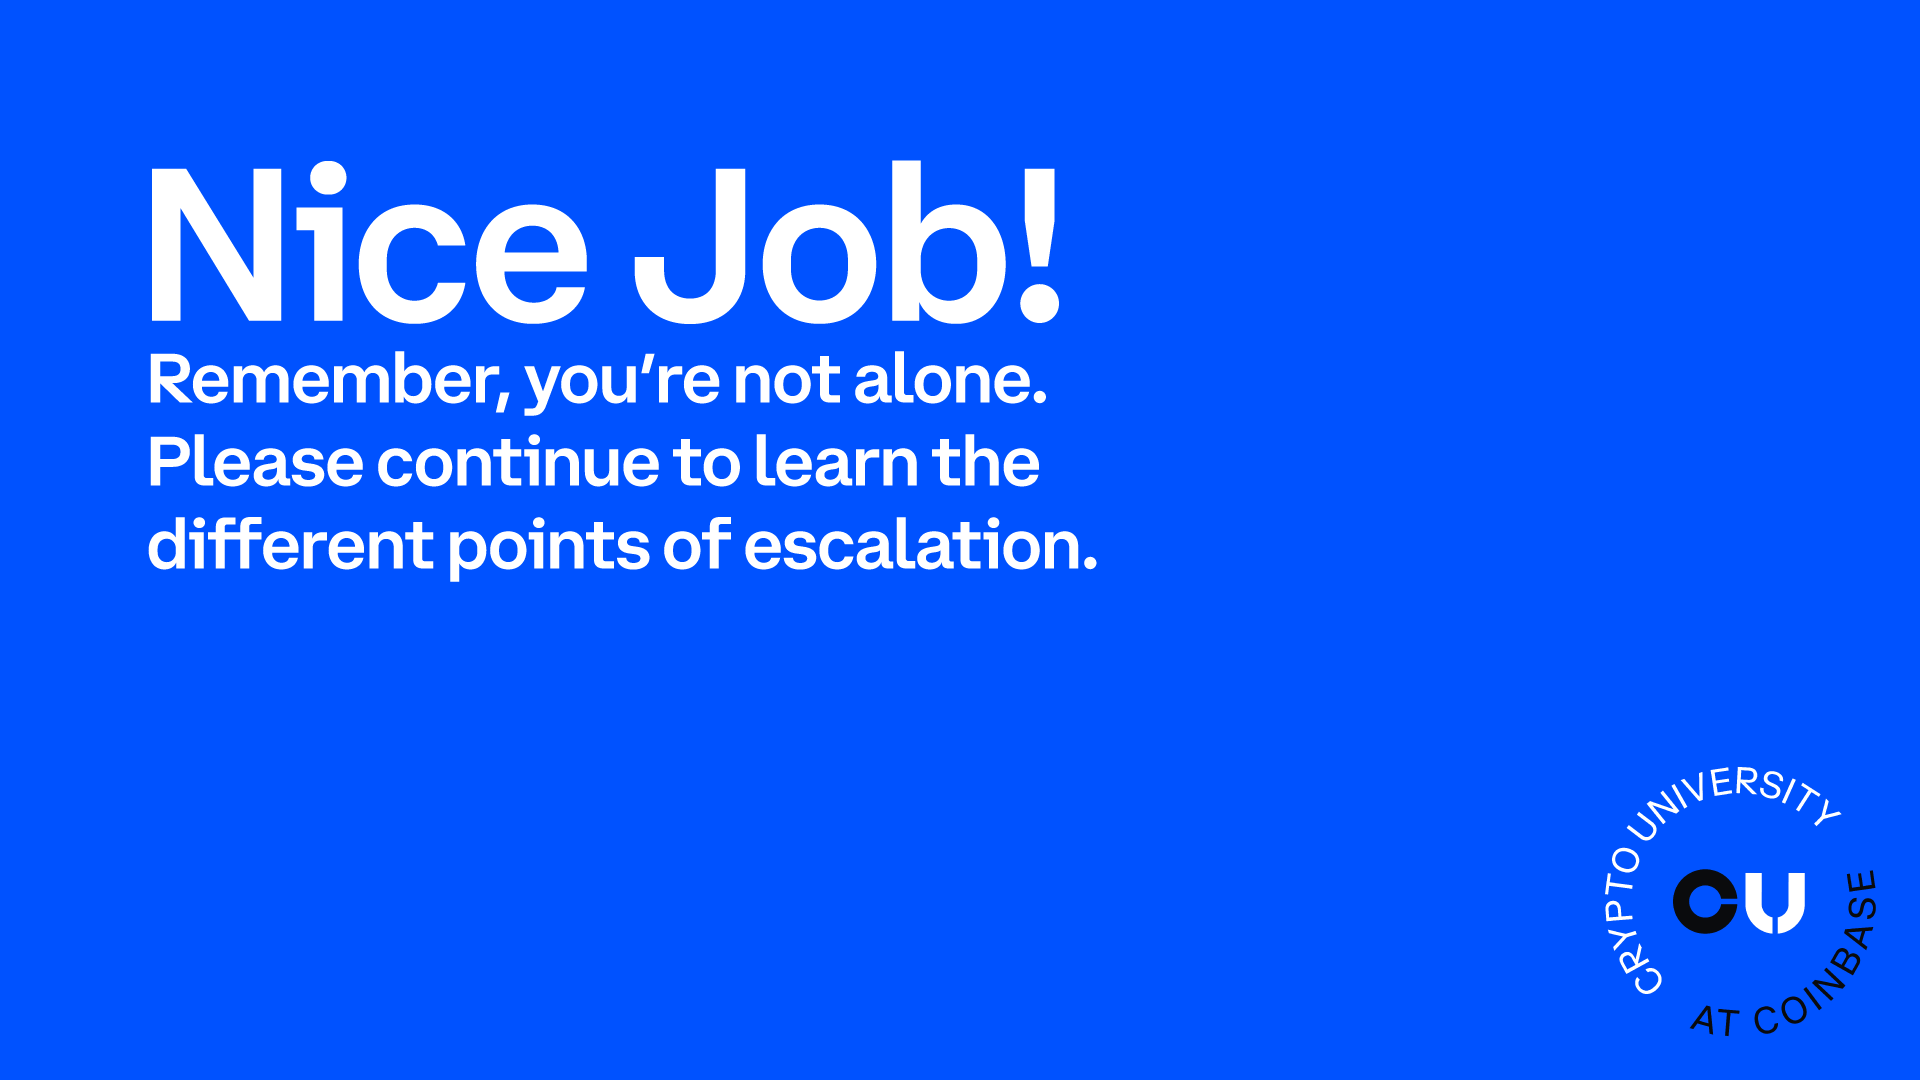 Nice Job!
Remember, you’re not alone.
Please continue to learn the
different points of escalation.
CRYPTO UNIVERSITY
CU
AT COINBASE